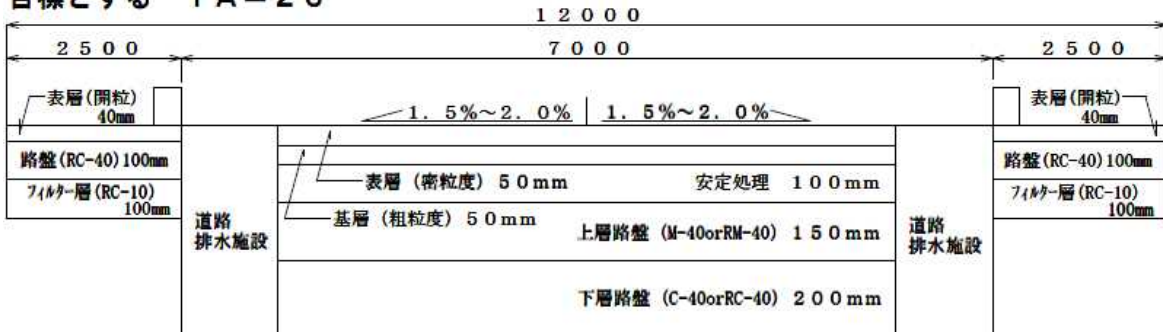 目標とする TA=26
12000
2500
7000
2500
表層(開粒)
40mm
1.5%~2.0%
1.5%~2.0%
表層(開粒)
40mm
路盤(RC-40)100mm
表層(密粒度)50mm
安定処理 100mm
路盤(RC-40)100mm
フィルター層(RC-10)
100mm
道路
排水施設
基層(粗粒度)50mm
上層路盤(M-40orRM-40)150mm
道路
排水施設
フィルター層(RC-10)
100mm
下層路盤(C-40orRC-40)200mm